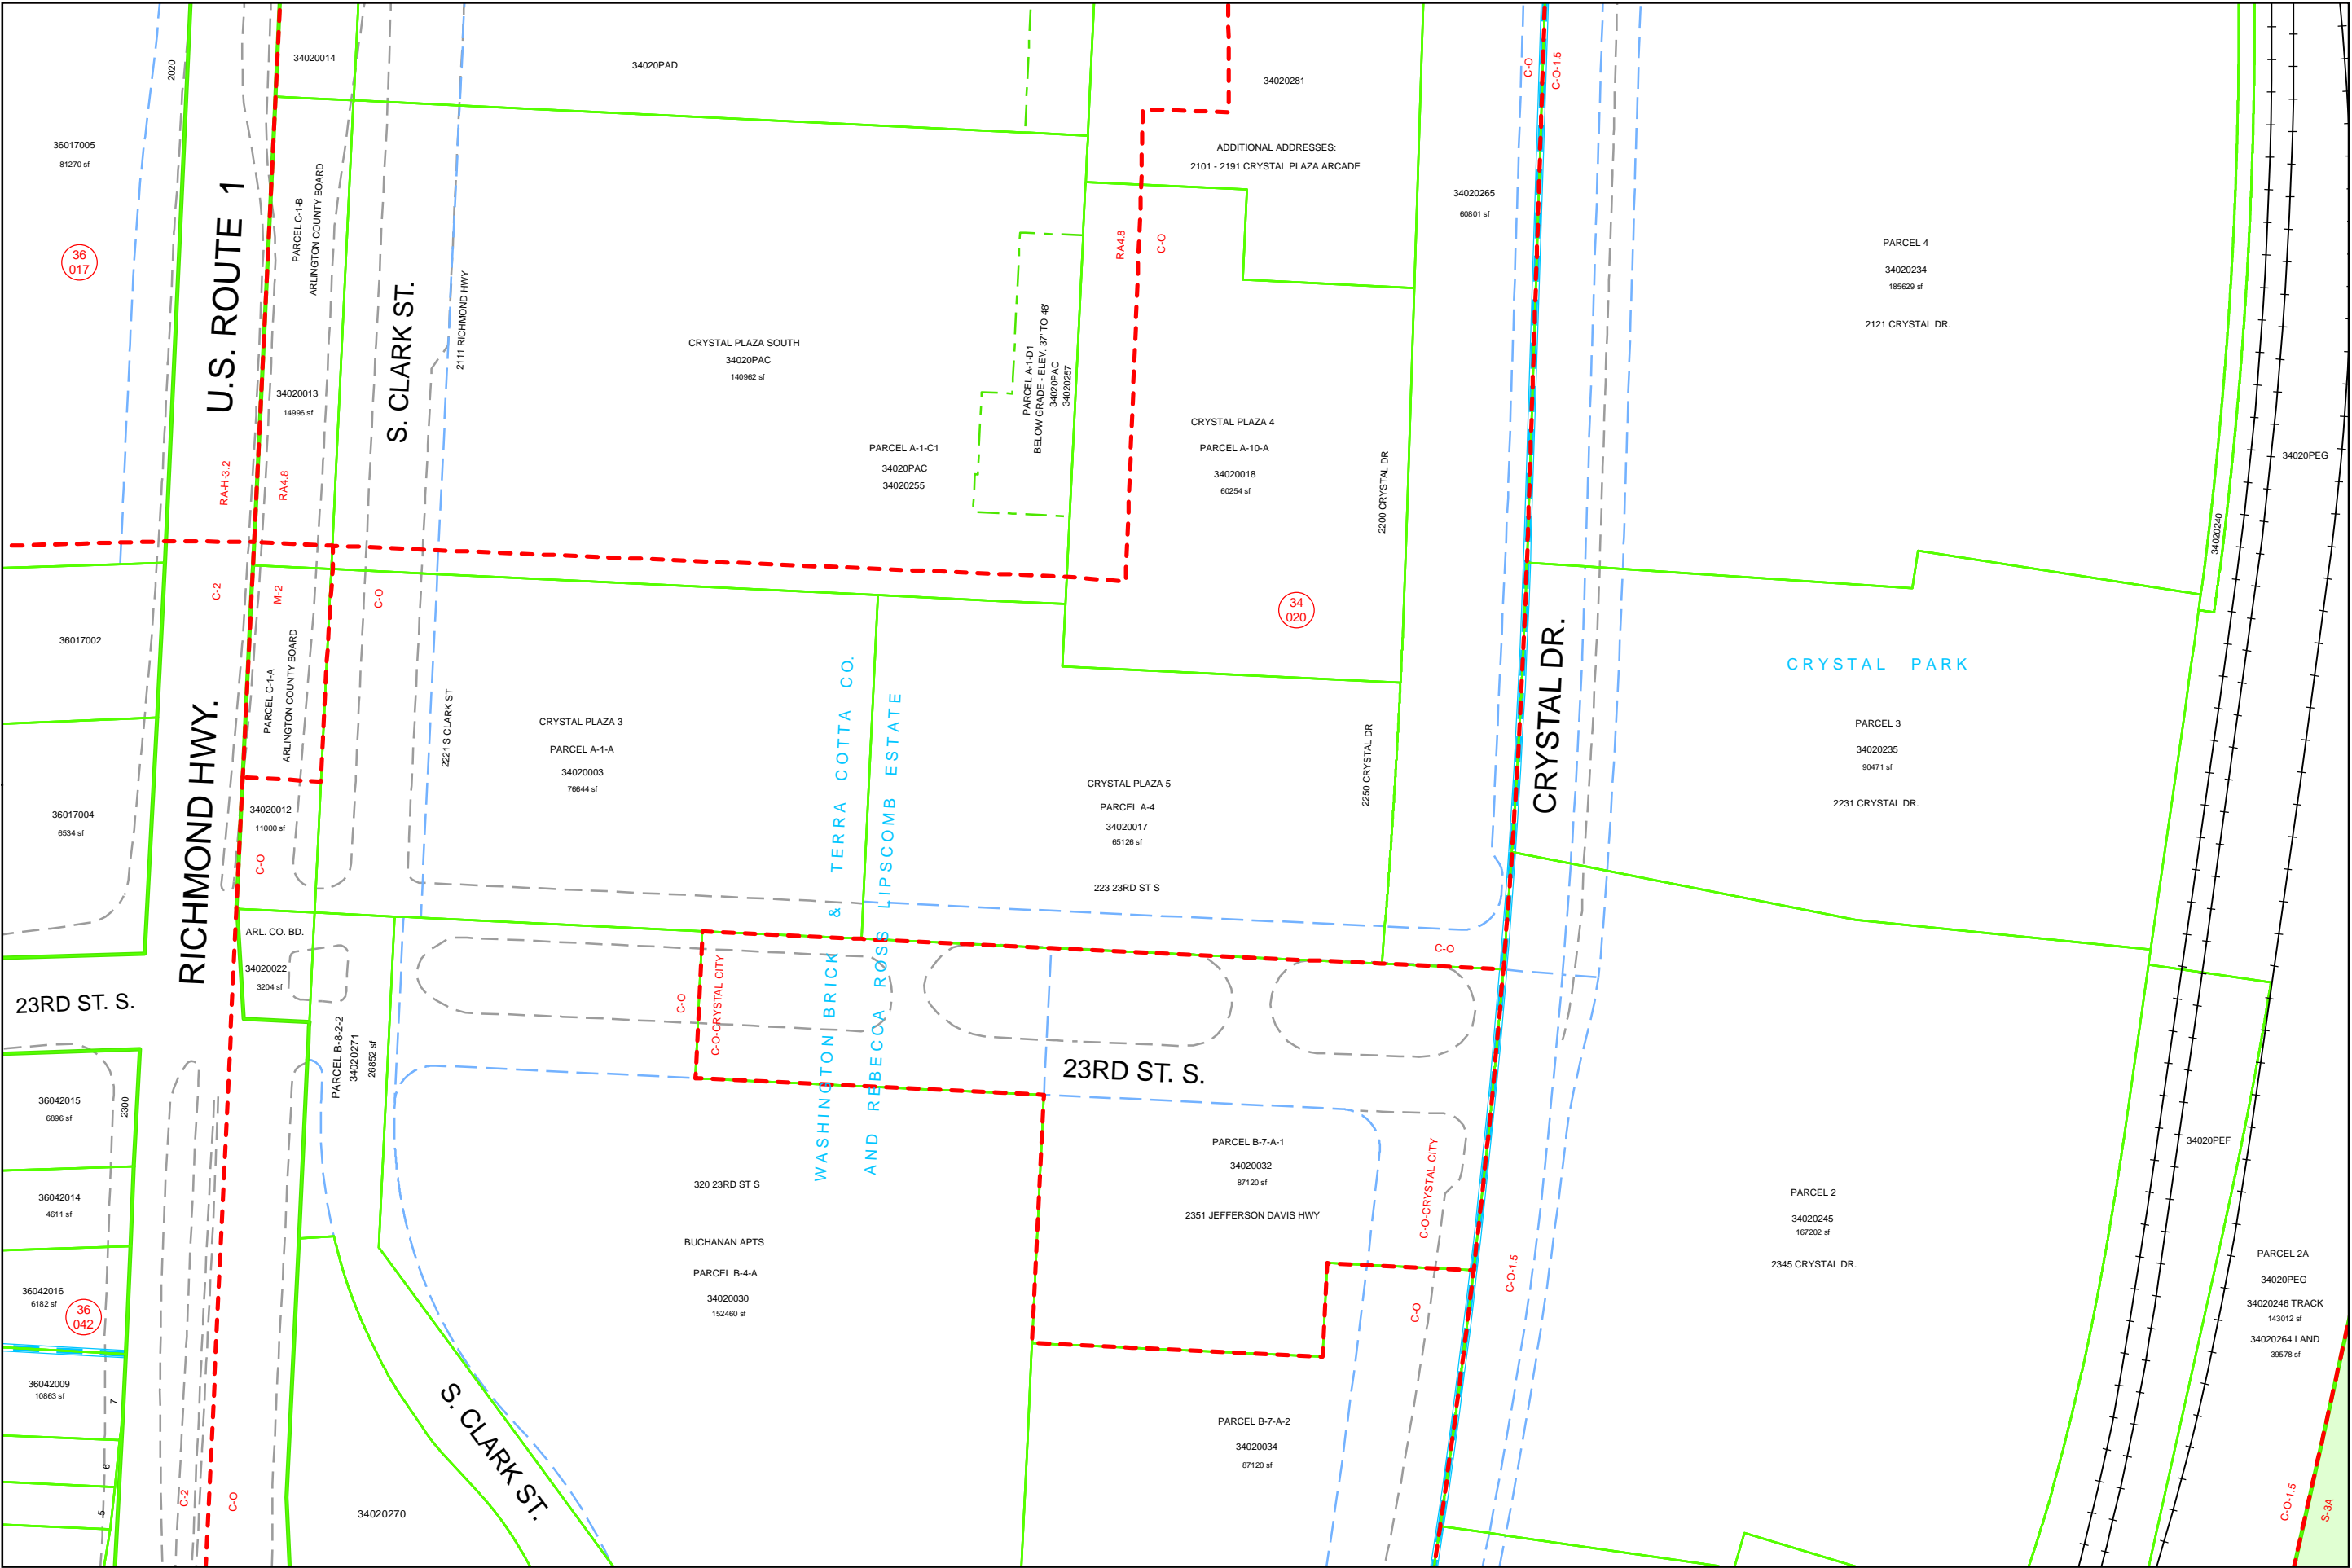 2020
34020014
34020PAD
34020281
C-O
C-O-1.5
36017005
81270 sf
ADDITIONAL ADDRESSES:
2101 - 2191 CRYSTAL PLAZA ARCADE
34020265
60801 sf
PARCEL C-1-B
ARLINGTON COUNTY BOARD
36
017
U.S. ROUTE 1
S. CLARK ST.
2111 RICHMOND HWY
RA4.8
C-O
PARCEL 4
34020234
185629 sf
2121 CRYSTAL DR.
CRYSTAL PLAZA SOUTH
34020PAC
140962 sf
PARCEL A-1-D1
BELOW GRADE - ELEV. 37' TO 48'
34020PAC
34020257
34020013
14996 sf
CRYSTAL PLAZA 4
PARCEL A-10-A
34020018
60254 sf
PARCEL A-1-C1
34020PAC
34020255
2200 CRYSTAL DR
34020PEG
RA-H-3.2
RA4.8
34020240
C-2
M-2
C-O
34
020
36017002
PARCEL C-1-A
ARLINGTON COUNTY BOARD
CRYSTAL DR.
CRYSTAL PARK
RICHMOND HWY.
2221 S CLARK ST
CRYSTAL PLAZA 3
PARCEL A-1-A
34020003
76644 sf
WASHINGTON BRICK & TERRA COTTA CO.
AND REBECCA ROSS LIPSCOMB ESTATE
PARCEL 3
34020235
90471 sf
2231 CRYSTAL DR.
2250 CRYSTAL DR
CRYSTAL PLAZA 5
PARCEL A-4
34020017
65126 sf
223 23RD ST S
36017004
6534 sf
34020012
11000 sf
C-O
ARL. CO. BD.
34020022
3204 sf
C-O
C-O
C-O-CRYSTAL CITY
23RD ST. S.
PARCEL B-8-2-2
34020271
26852 sf
23RD ST. S.
36042015
6896 sf
2300
34020PEF
PARCEL B-7-A-1
34020032
87120 sf
2351 JEFFERSON DAVIS HWY
C-O-CRYSTAL CITY
320 23RD ST S
BUCHANAN APTS
PARCEL B-4-A
34020030
152460 sf
36042014
4611 sf
PARCEL 2
34020245
167202 sf
2345 CRYSTAL DR.
C-O-1.5
C-O
PARCEL 2A
34020PEG
34020246 TRACK
143012 sf
34020264 LAND
39578 sf
36042016
6182 sf
36
042
36042009
10863 sf
7
6
5
S. CLARK ST.
PARCEL B-7-A-2
34020034
87120 sf
C-2
C-O
34020270
C-O-1.5
S-3A